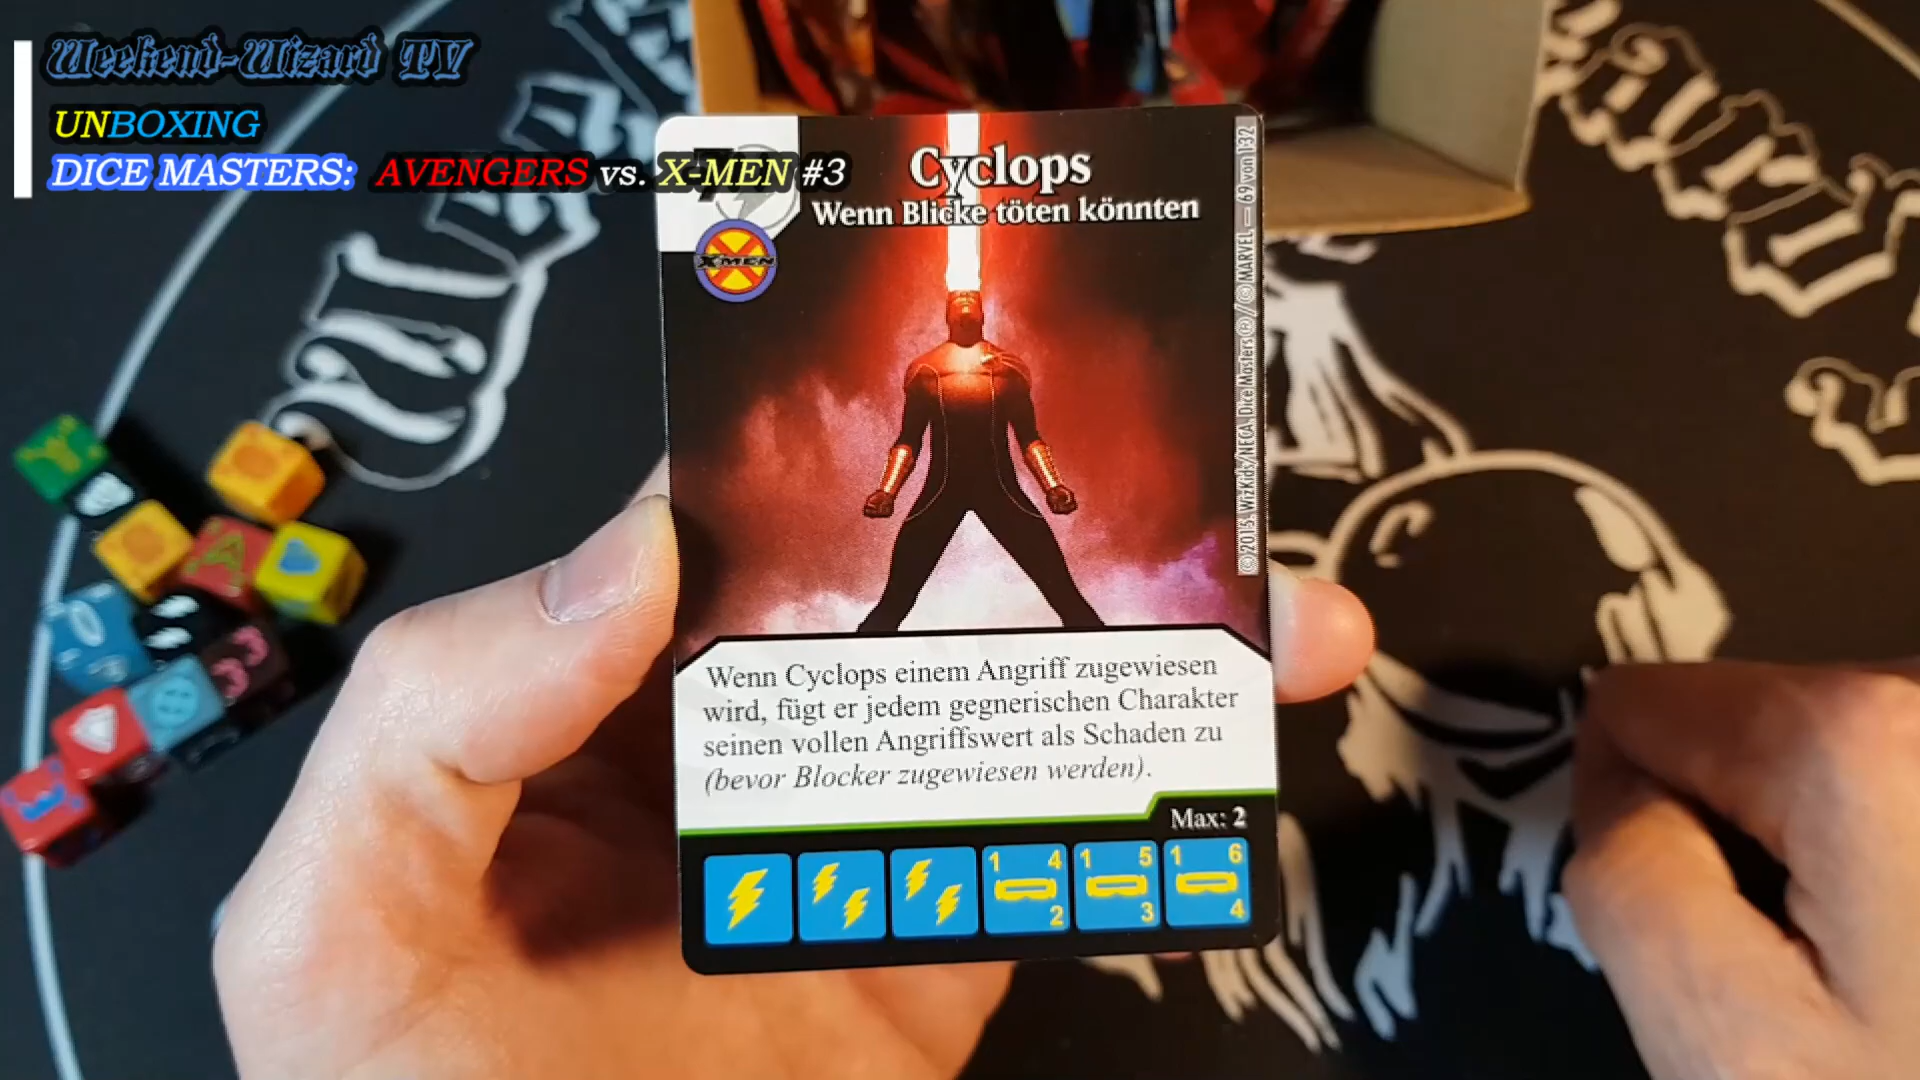 Weekend-Wizard TV
UNBOXING
DICE MASTERS: AVENGERS vs. X-MEN #3
7
Cyclops
Wenn Blicke töten könnten
X-MEN
©2015. WizKids/NECA. Dice Masters®/©MARVEL — 69 von 132
Wenn Cyclops einem Angriff zugewiesen
wird, fügt er jedem gegnerischen Charakter
seinen vollen Angriffswert als Schaden zu
(bevor Blocker zugewiesen werden).
Max: 2
1 4 1 5 1 6
2 3 4